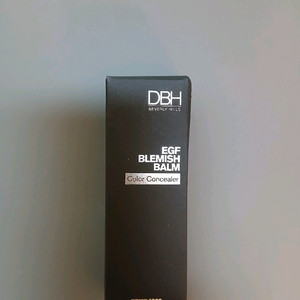 DBH
BEVERLY HILLS
EGF
BLEMISH
BALM
Color Concealer